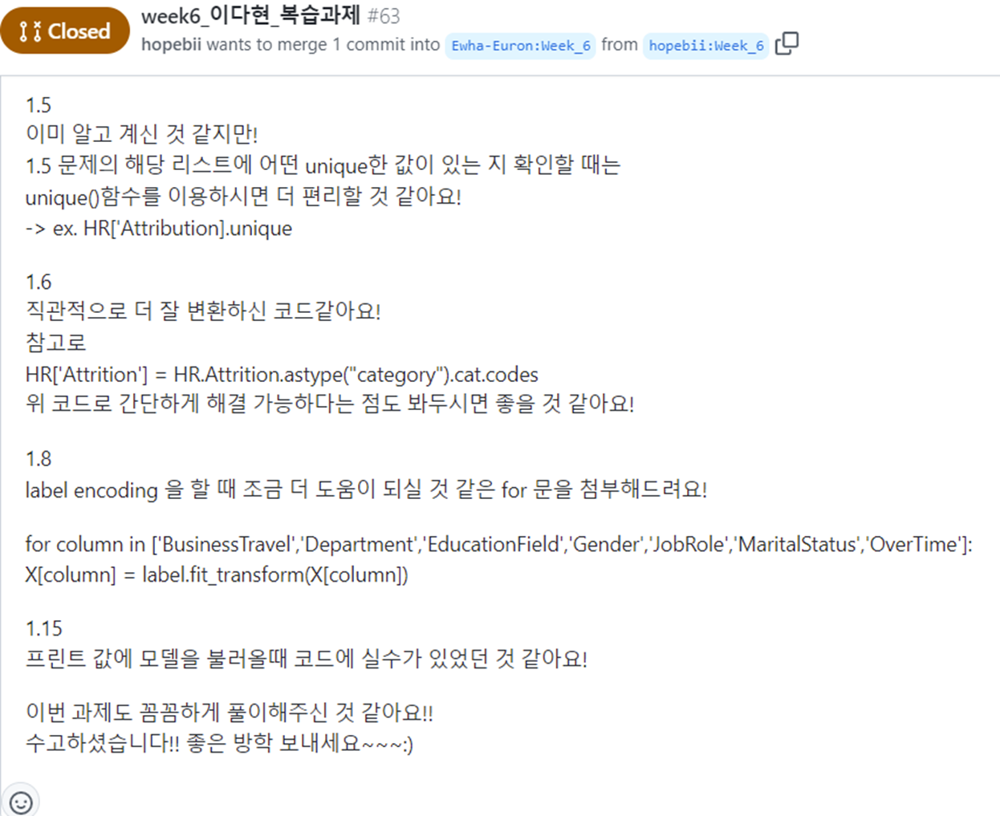 Closed
week6_이다현_복습과제 #63
hopebii wants to merge 1 commit into Ewha-Euron:Week_6 from hopebii:Week_6
1.5
이미 알고 계신 것 같지만!
1.5 문제의 해당 리스트에 어떤 unique한 값이 있는 지 확인할 때는
unique()함수를 이용하시면 더 편리할 것 같아요!
-> ex. HR['Attribution].unique
1.6
직관적으로 더 잘 변환하신 코드같아요!
참고로
HR['Attrition'] = HR.Attrition.astype("category").cat.codes
위 코드로 간단하게 해결 가능하다는 점도 봐두시면 좋을 것 같아요!
1.8
label encoding 을 할 때 조금 더 도움이 되실 것 같은 for 문을 첨부해드려요!
for column in ['BusinessTravel','Department','EducationField','Gender','JobRole','MaritalStatus','OverTime']:
X[column] = label.fit_transform(X[column])
1.15
프린트 값에 모델을 불러올때 코드에 실수가 있었던 것 같아요!
이번 과제도 꼼꼼하게 풀이해주신 것 같아요!!
수고하셨습니다!! 좋은 방학 보내세요~~~:)